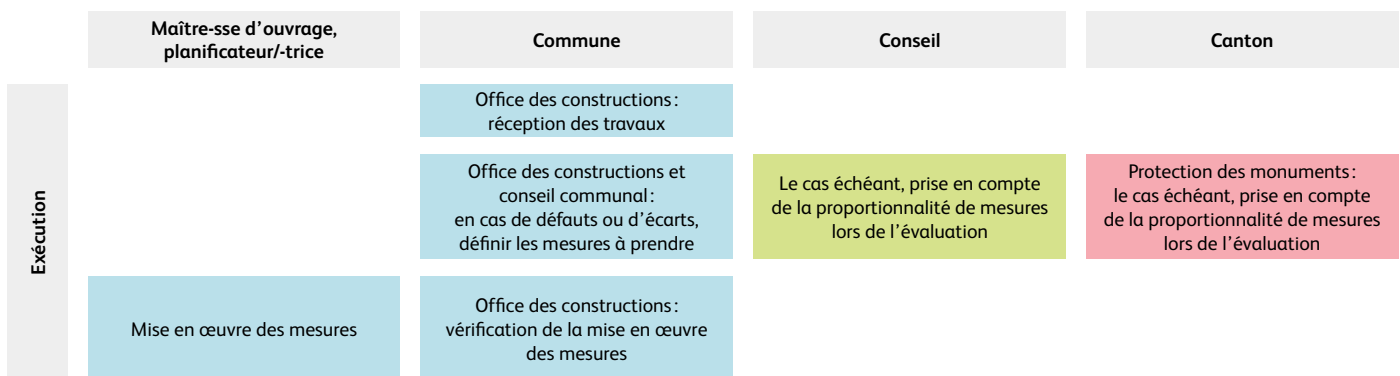 Maître-sse d’ouvrage,
planificateur/-trice
Commune
Conseil
Canton
Exécution
Office des constructions :
réception des travaux
Office des constructions et
conseil communal :
en cas de défauts ou d’écarts,
définir les mesures à prendre
Le cas échéant, prise en compte
de la proportionnalité de mesures
lors de l’évaluation
Protection des monuments :
le cas échéant, prise en compte
de la proportionnalité de mesures
lors de l’évaluation
Mise en œuvre des mesures
Office des constructions :
vérification de la mise en œuvre
des mesures